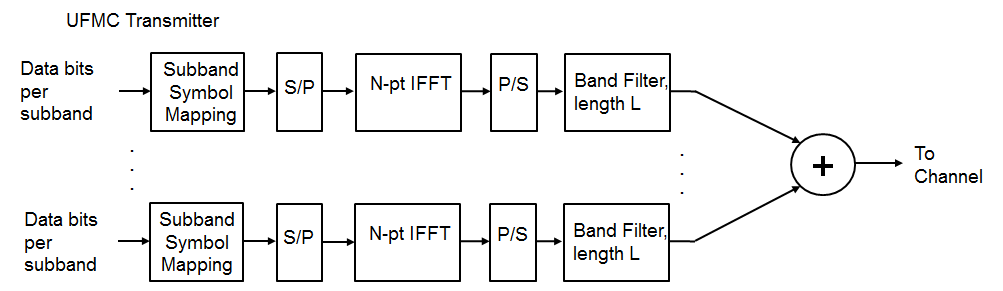 UFMC Transmitter
Data bits
per
subband
Subband
Symbol
Mapping
S/P
N-pt IFFT
P/S
Band Filter,
length L
+
To
Channel
Data bits
per
subband
Subband
Symbol
Mapping
S/P
N-pt IFFT
P/S
Band Filter,
length L